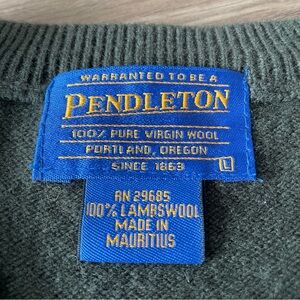 WARRANTED TO BE A
PENDLETON
100% PURE VIRGIN WOOL
PORTLAND, OREGON
SINCE 1863
L
RN 29685
100% LAMBSWOOL
MADE IN
MAURITIUS